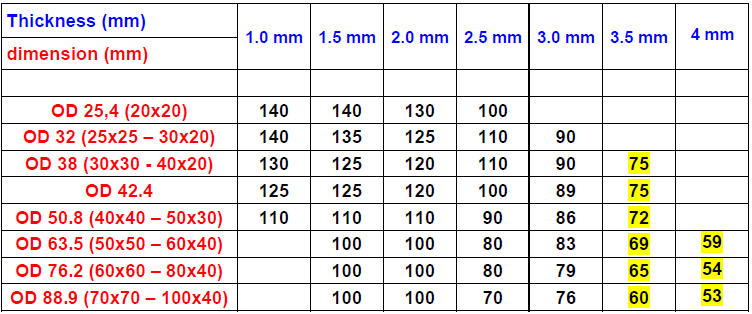 Thickness (mm) 1.0 mm 1.5 mm 2.0 mm 2.5 mm 3.0 mm 3.5 mm 4 mm
dimension (mm)
OD 25,4 (20x20) 140 140 130 100
OD 32 (25x25 – 30x20) 140 135 125 110 90
OD 38 (30x30 - 40x20) 130 125 120 110 90 75
OD 42.4 125 125 120 100 89 75
OD 50.8 (40x40 – 50x30) 110 110 110 90 86 72
OD 63.5 (50x50 – 60x40) 100 100 80 83 69 59
OD 76.2 (60x60 – 80x40) 100 100 80 79 65 54
OD 88.9 (70x70 – 100x40) 100 100 70 76 60 53